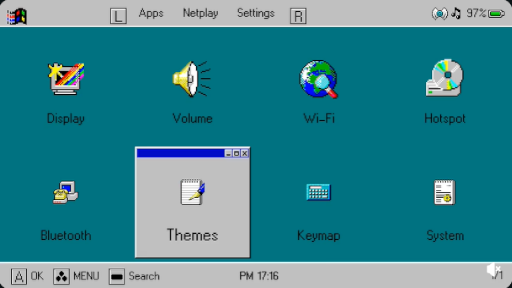 L Apps Netplay Settings R 97%
Display Volume Wi-Fi Hotspot
Bluetooth Themes Keymap System
A OK MENU Search PM 17:16 1/1